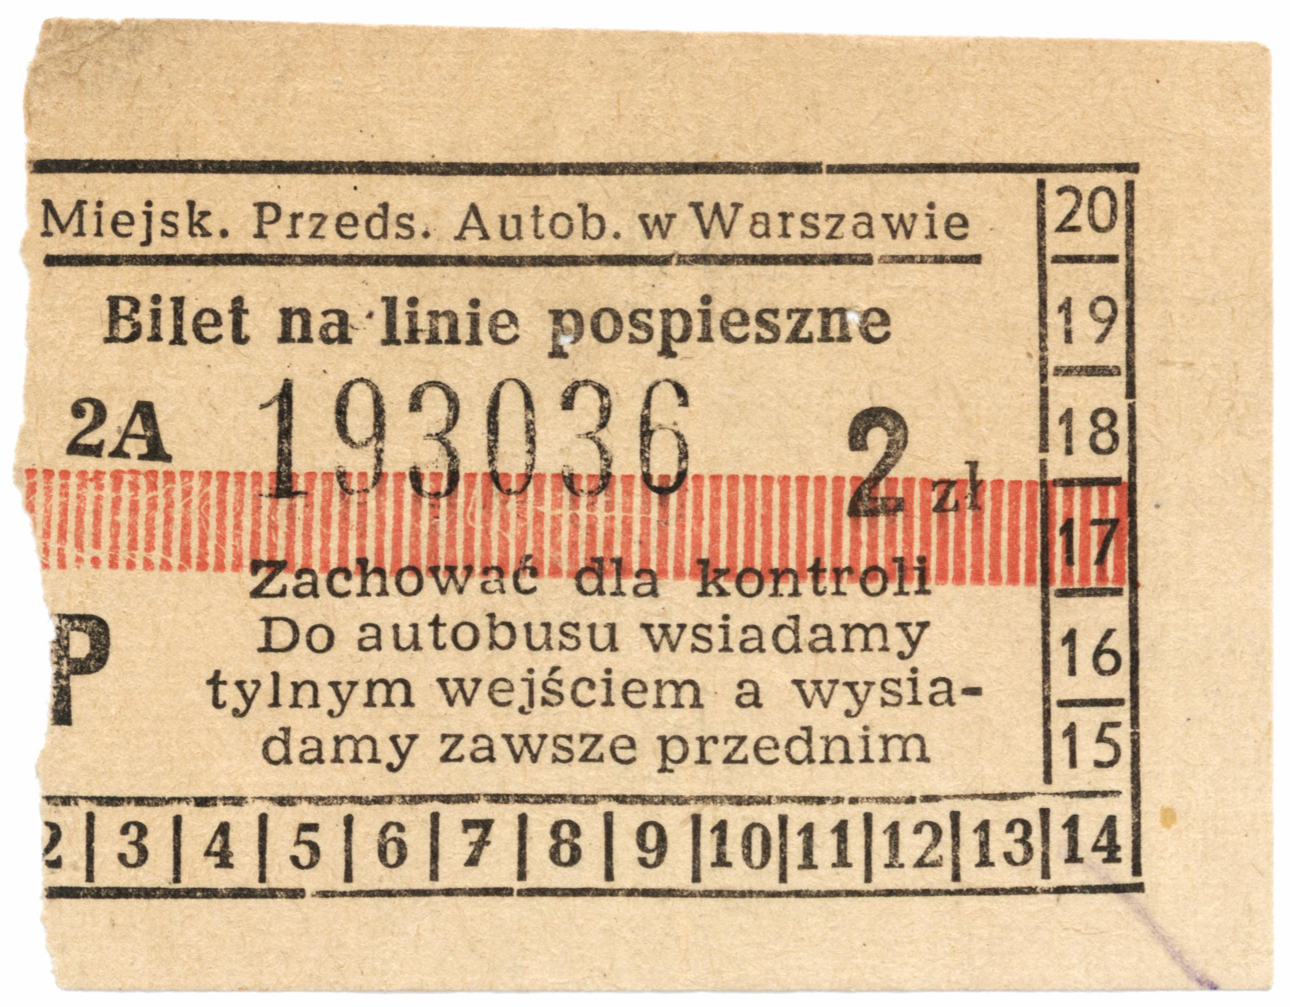 Miejsk. Przeds. Autob. w Warszawie
Bilet na linie pospieszne
2A 193036 2 zł
Zachować dla kontroli
P
Do autobusu wsiadamy
tylnym wejściem a wysia-
damy zawsze przednim
20
19
18
17
16
15
2 | 3 | 4 | 5 | 6 | 7 | 8 | 9 | 10 | 11 | 12 | 13 | 14